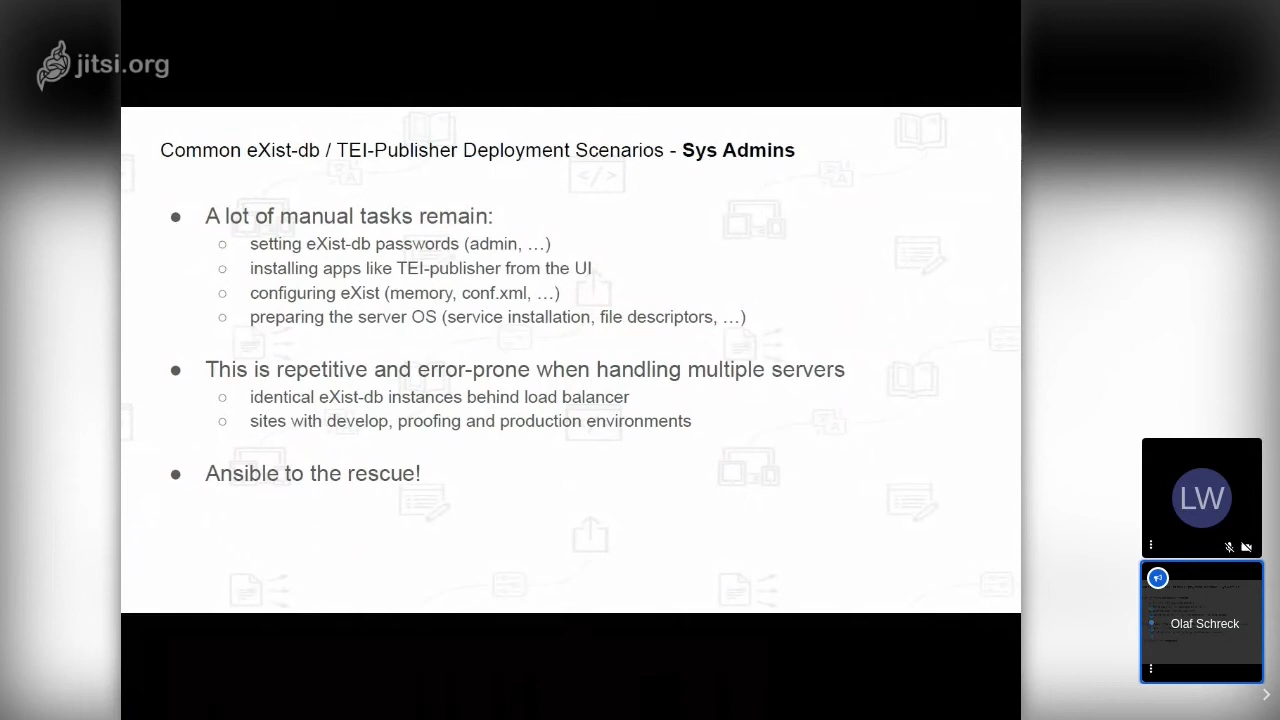 jitsi.org
Common eXist-db / TEI-Publisher Deployment Scenarios - Sys Admins
● A lot of manual tasks remain:
○ setting eXist-db passwords (admin, …)
○ installing apps like TEI-publisher from the UI
○ configuring eXist (memory, conf.xml, …)
○ preparing the server OS (service installation, file descriptors, …)
● This is repetitive and error-prone when handling multiple servers
○ identical eXist-db instances behind load balancer
○ sites with develop, proofing and production environments
● Ansible to the rescue!
LW
Olaf Schreck